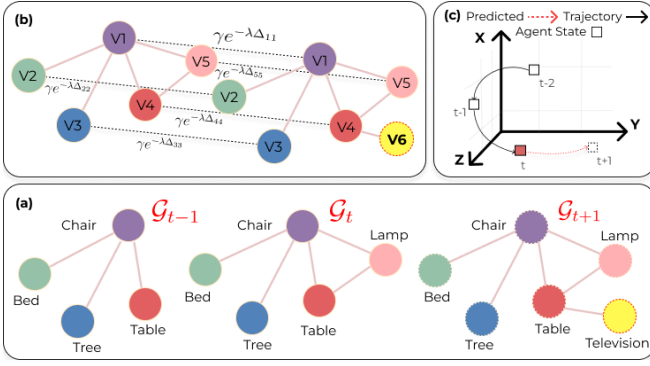 (b)
V1
γe^{-λΔ_{11}}
V1
V5
γe^{-λΔ_{55}}
V5
V2
γe^{-λΔ_{22}}
V2
V4
γe^{-λΔ_{44}}
V4
V3
γe^{-λΔ_{33}}
V3
V6
(c)
Predicted
Trajectory
Agent State
X
t-2
t-1
Y
Z
t
t+1
(a)
Chair
G_{t-1}
Bed
Tree
Table
Chair
G_t
Lamp
Bed
Tree
Table
Chair
G_{t+1}
Lamp
Bed
Tree
Table
Television